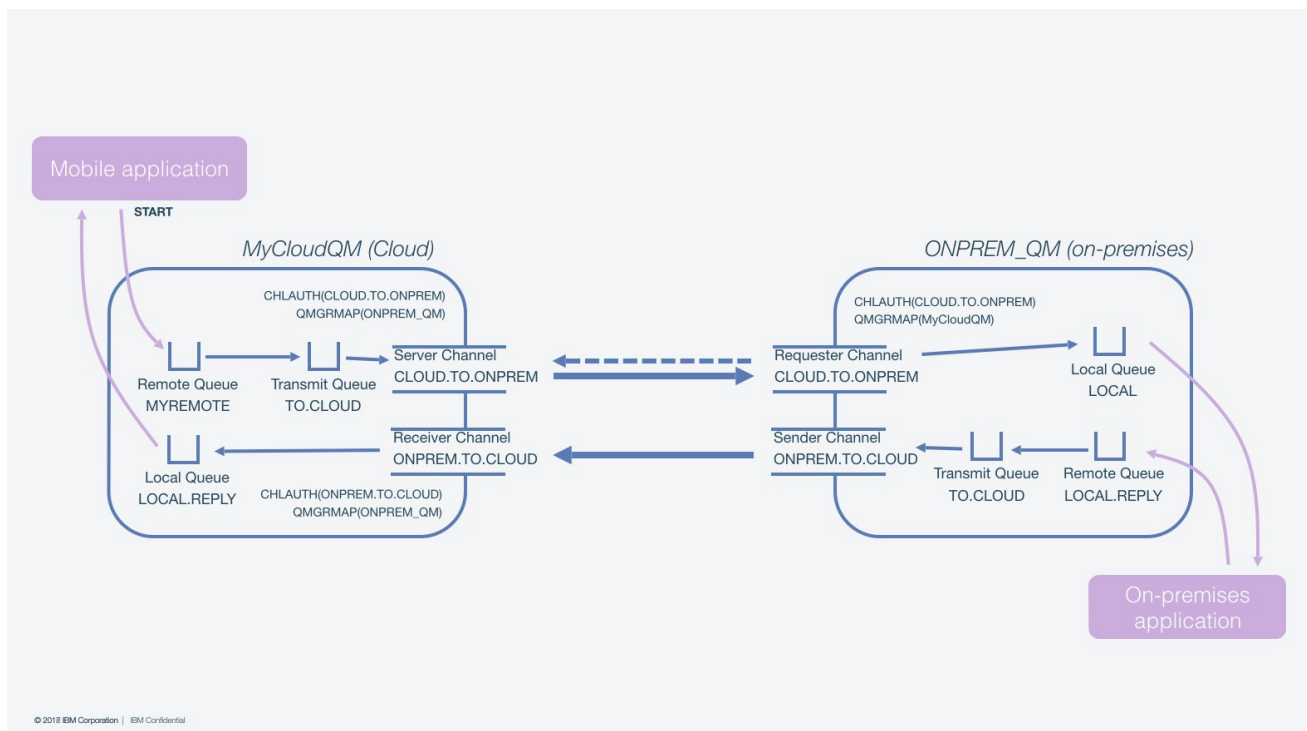 Mobile application
START
MyCloudQM (Cloud)
CHLAUTH(CLOUD.TO.ONPREM)
QMGRMAP(ONPREM_QM)
Remote Queue
MYREMOTE
Transmit Queue
TO.CLOUD
Server Channel
CLOUD.TO.ONPREM
Local Queue
LOCAL.REPLY
Receiver Channel
ONPREM.TO.CLOUD
CHLAUTH(ONPREM.TO.CLOUD)
QMGRMAP(ONPREM_QM)
ONPREM_QM (on-premises)
CHLAUTH(CLOUD.TO.ONPREM)
QMGRMAP(MyCloudQM)
Requester Channel
CLOUD.TO.ONPREM
Local Queue
LOCAL
Sender Channel
ONPREM.TO.CLOUD
Transmit Queue
TO.CLOUD
Remote Queue
LOCAL.REPLY
On-premises
application
© IBM Corporation | IBM Confidential